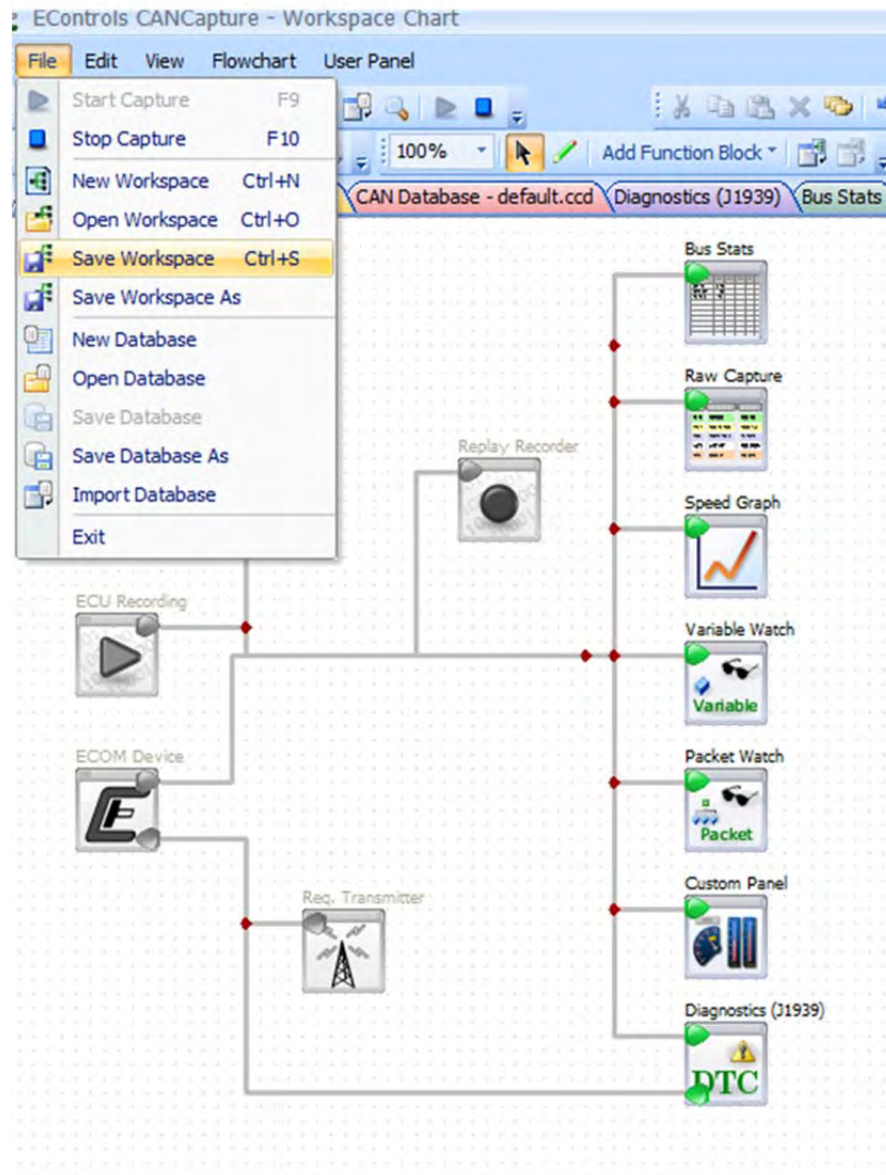 EControls CANCapture - Workspace Chart
File Edit View Flowchart User Panel
Start Capture F9
Stop Capture F10
New Workspace Ctrl+N
Open Workspace Ctrl+O
Save Workspace Ctrl+S
Save Workspace As
New Database
Open Database
Save Database
Save Database As
Import Database
Exit
100% Add Function Block
CAN Database - default.ccd Diagnostics (J1939) Bus Stats
Bus Stats
Raw Capture
Replay Recorder
Speed Graph
ECU Recording
Variable Watch
Variable
ECOM Device
Packet Watch
Packet
Custom Panel
Req. Transmitter
Diagnostics (J1939)
DTC